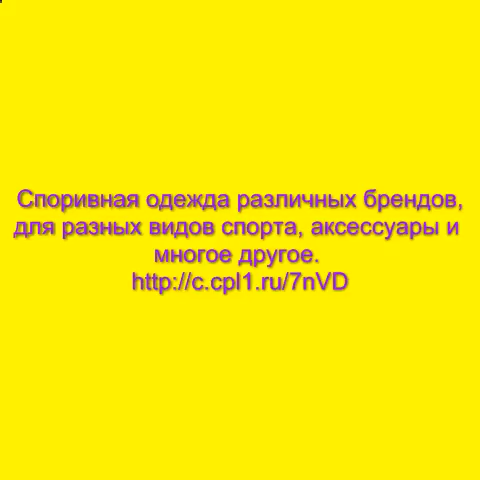 Споривная одежда различных брендов,
для разных видов спорта, аксессуары и
многое другое.
http://c.cpl1.ru/7nVD